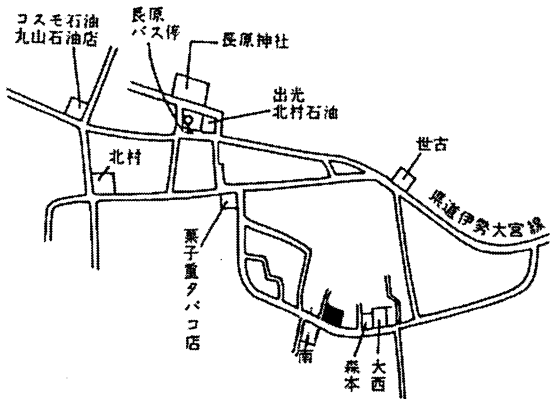 コスモ石油
丸山石油店
長原
バス停
長原神社
出光
北村石油
世古
北村
県道伊勢大宮線
菓子重タバコ店
南
森本
大西